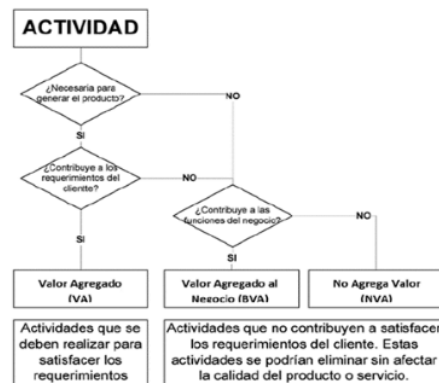 ACTIVIDAD
¿Necesaria para
generar el producto?
NO
SI
¿Contribuye a los
requerimientos del
cliente?
NO
¿Contribuye a las
funciones del negocio?
NO
SI
SI
Valor Agregado
(VA)
Valor Agregado al
Negocio (BVA)
No Agrega Valor
(NVA)
Actividades que se
deben realizar para
satisfacer los
requerimientos
Actividades que no contribuyen a satisfacer
los requerimientos del cliente. Estas
actividades se podrían eliminar sin afectar
la calidad del producto o servicio.